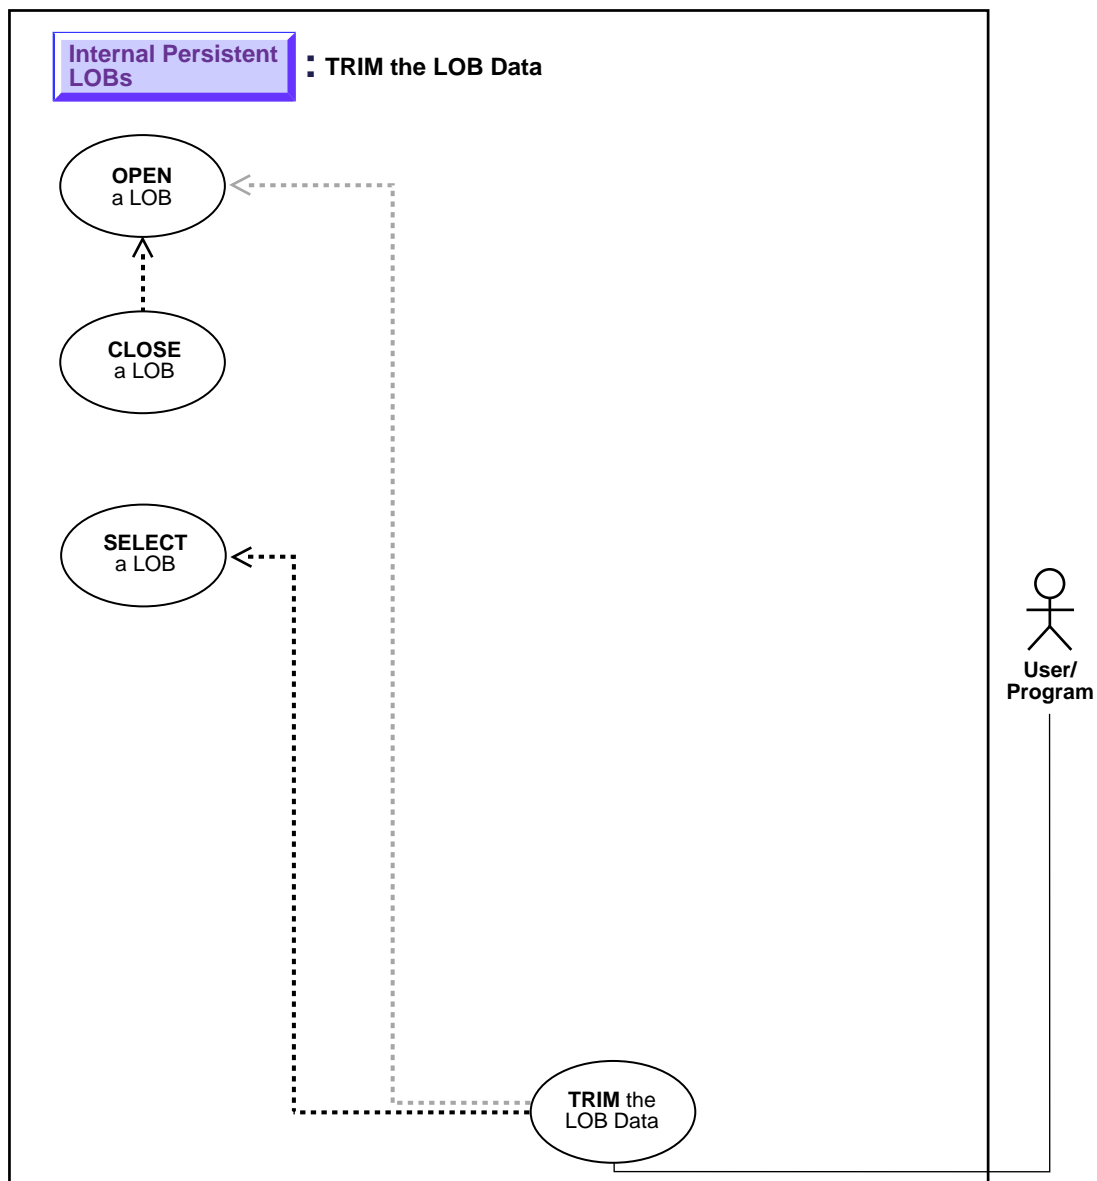 Internal Persistent
LOBs
: TRIM the LOB Data
OPEN
a LOB
CLOSE
a LOB
SELECT
a LOB
User/
Program
TRIM the
LOB Data